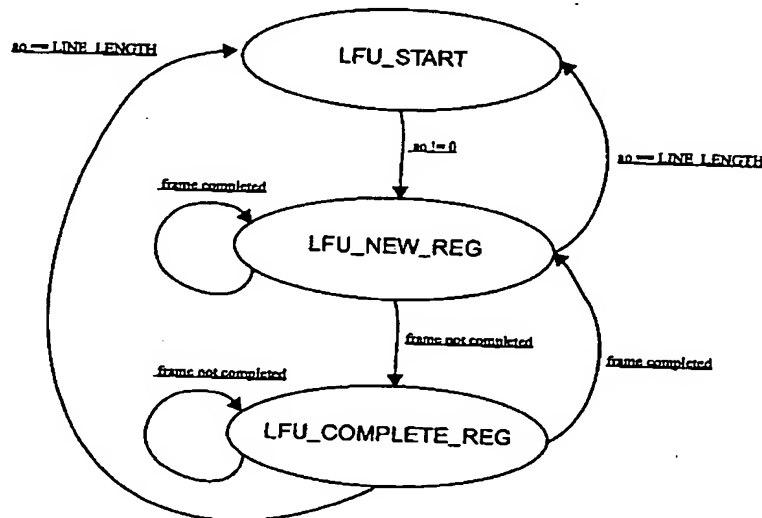 ao == LINE_LENGTH
LFU_START
ao != 0
ao == LINE_LENGTH
frame completed
LFU_NEW_REG
frame not completed
frame completed
frame not completed
LFU_COMPLETE_REG